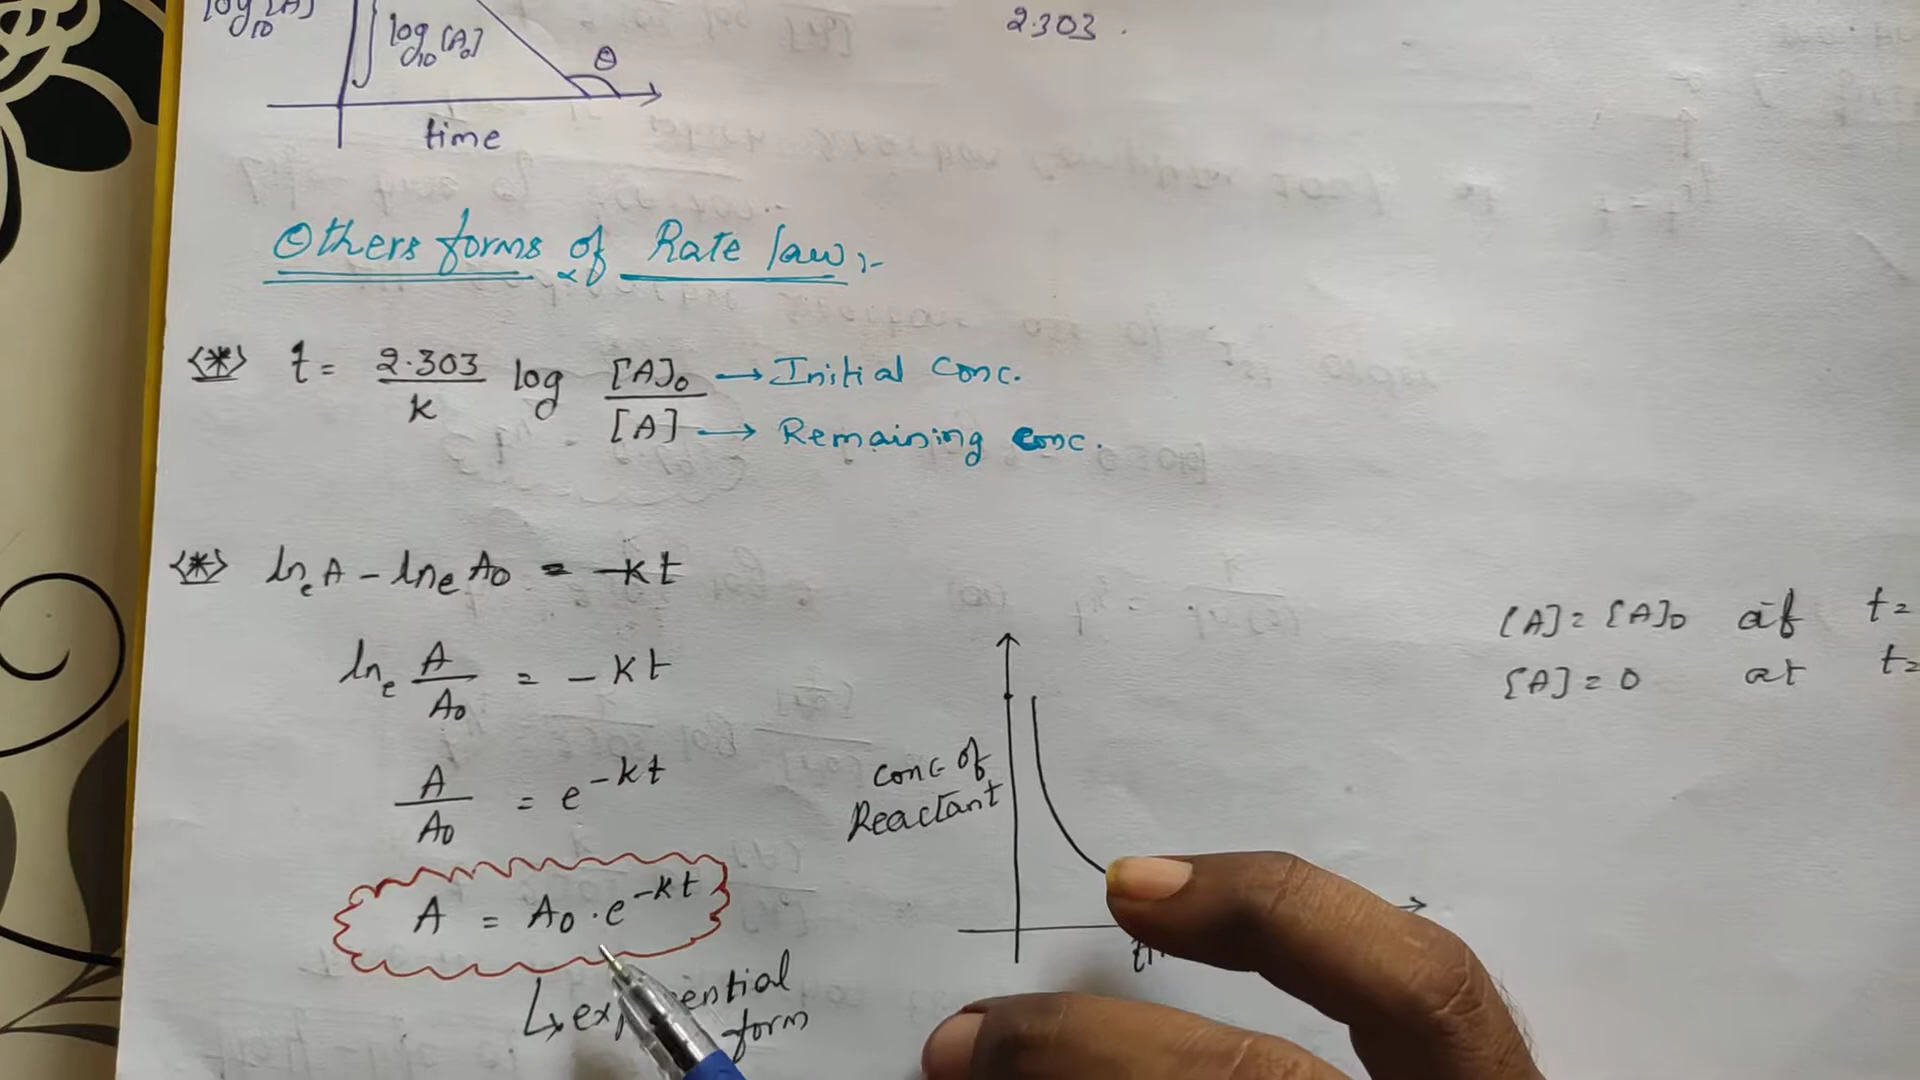 log10 [A]
log10 [A0]
θ
time
2.303
Others forms of Rate law :-
<*> t = 2.303/k log [A]0/[A]
→ Initial Conc.
→ Remaining Conc.
<*> lneA - lneA0 = -kt
lne A/A0 = -kt
A/A0 = e^-kt
A = A0 . e^-kt
↳ form
Conc of
Reactant
[A] = [A]0 at t=
[A] = 0 at t=